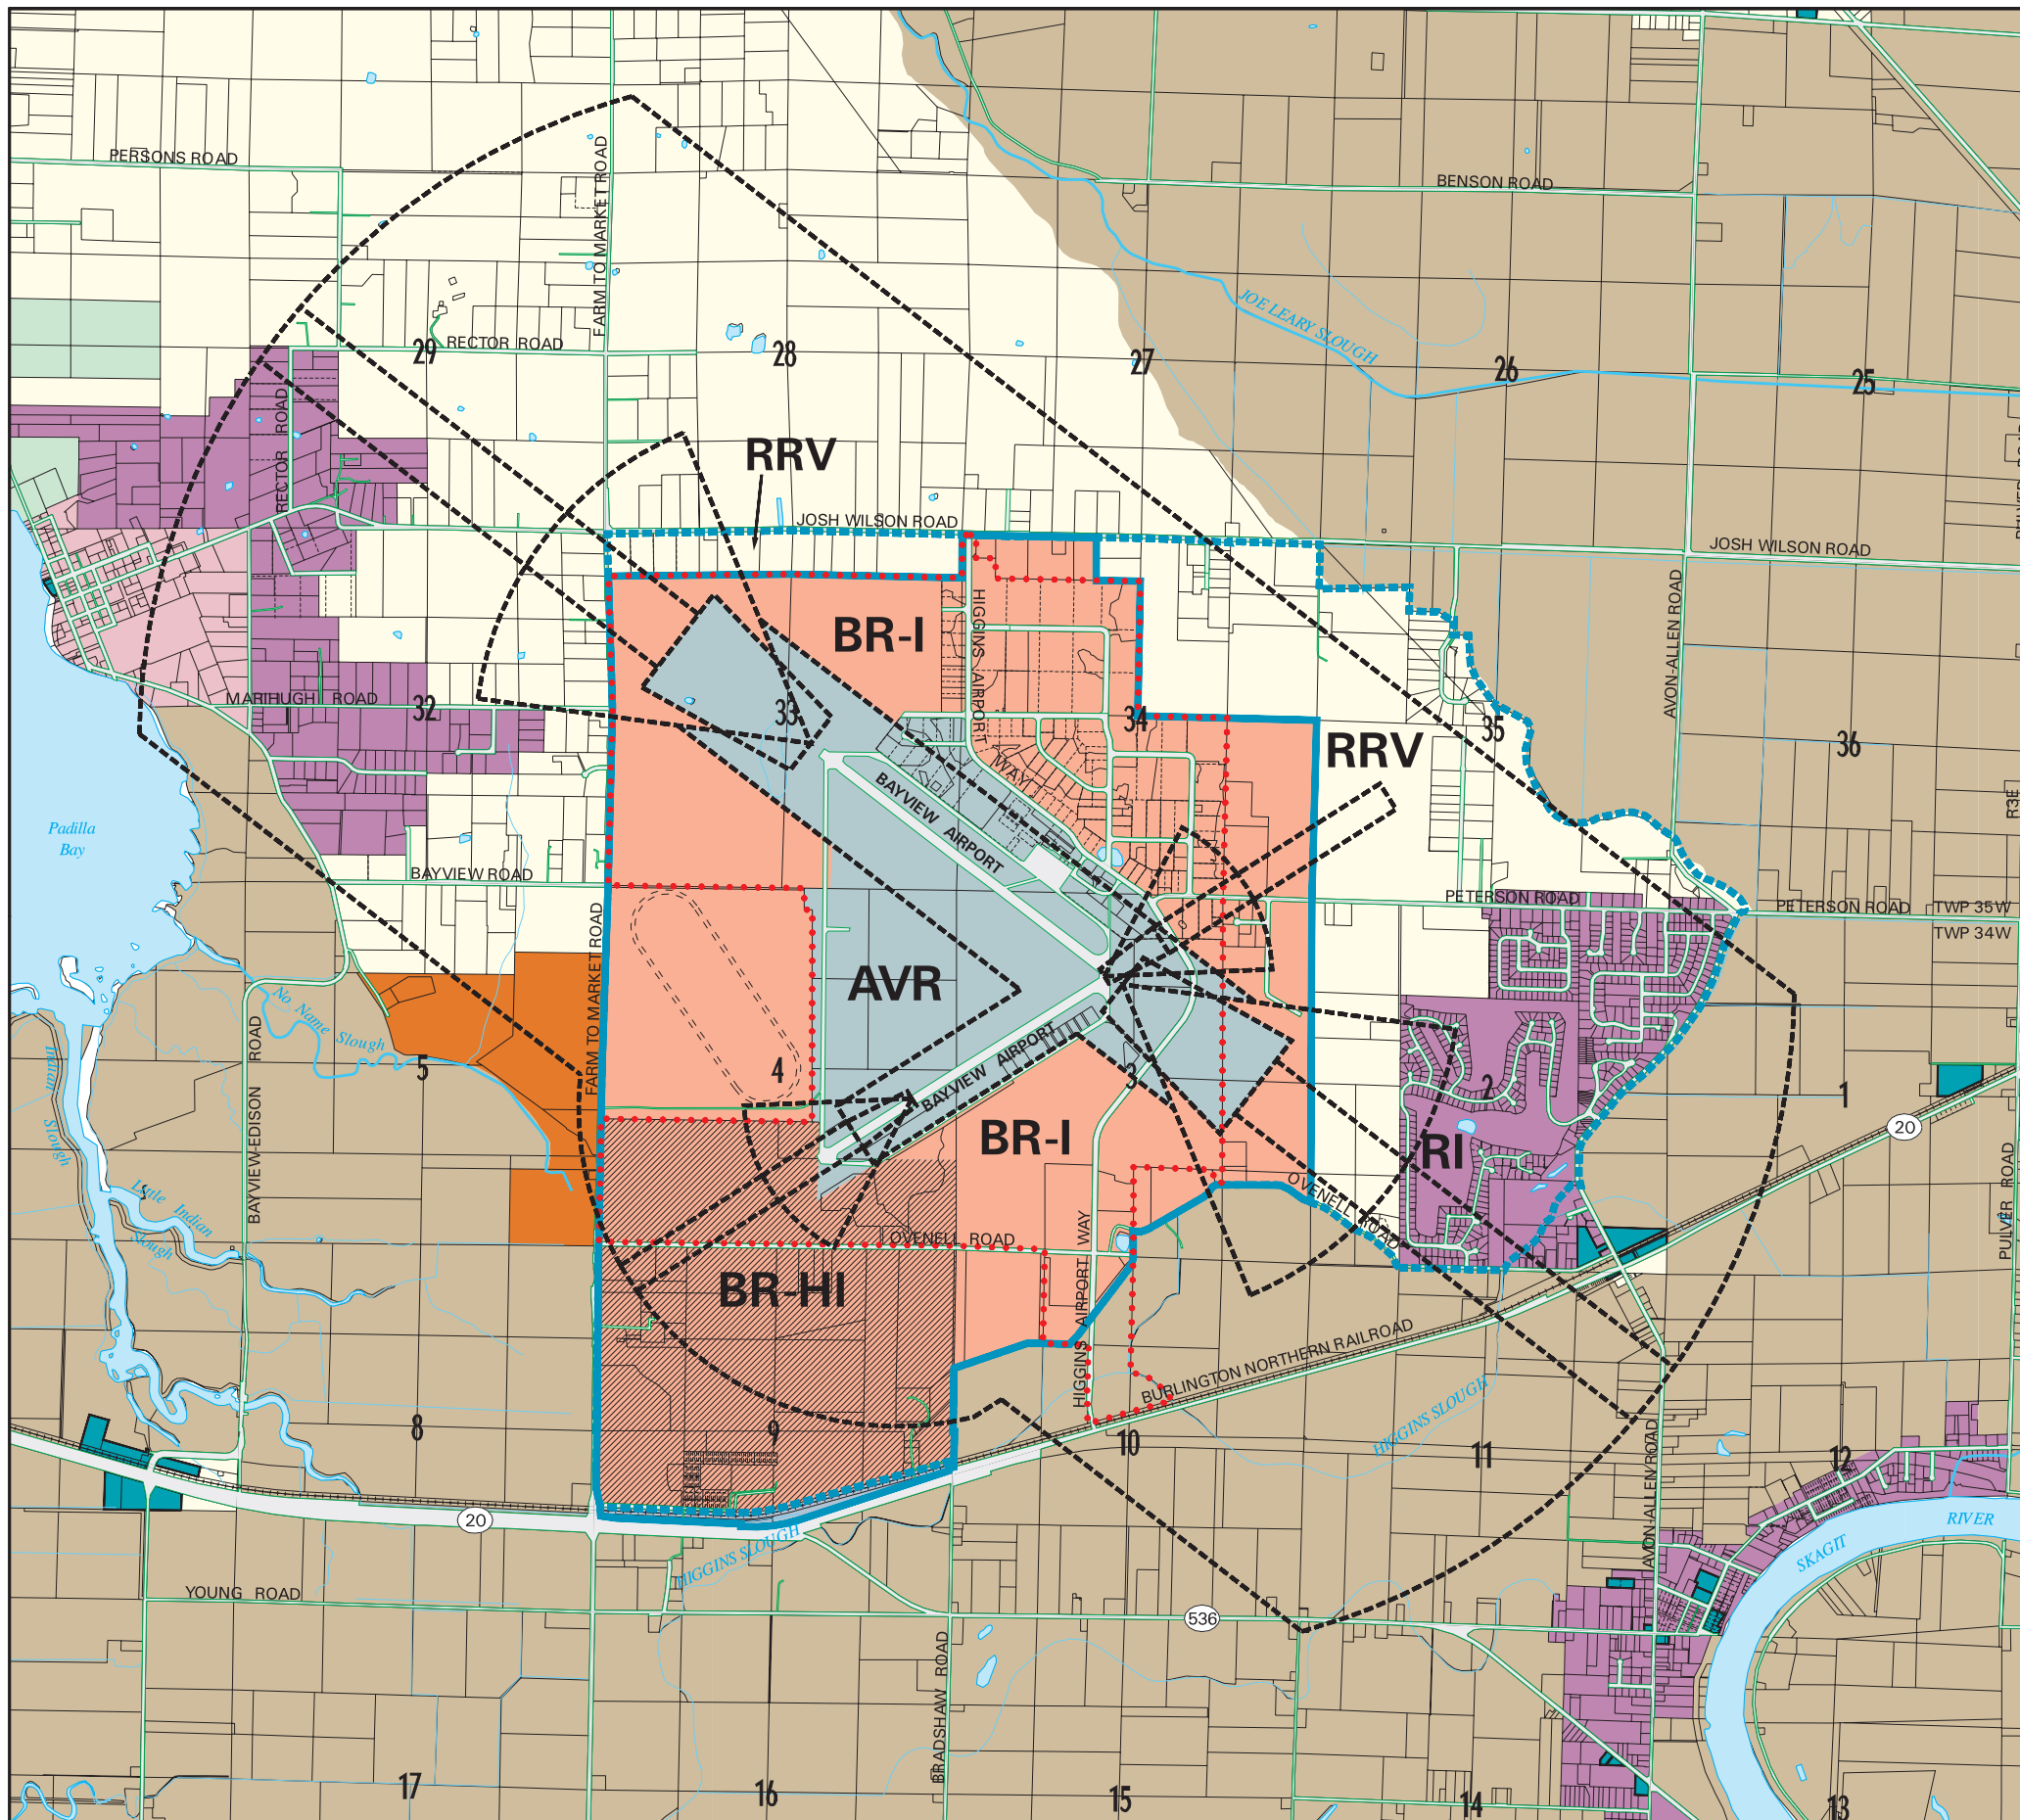 PERSONS ROAD
FARM TO MARKET ROAD
BENSON ROAD
JOE LEARY SLOUGH
29
RECTOR ROAD
28
27
26
25
RECTOR ROAD
RRV
JOSH WILSON ROAD
JOSH WILSON ROAD
HIGGINS AIRPORT
WAY
BR-I
AVON-ALLEN ROAD
MARIHUGH ROAD
32
33
34
35
36
RRV
R3E
Padilla
Bay
BAYVIEW AIRPORT
BAYVIEW ROAD
PETERSON ROAD
PETERSON ROAD
TWP 35W
TWP 34W
FARM TO MARKET ROAD
AVR
No Name Slough
BAYVIEW-EDISON ROAD
Indian
Slough
5
4
BAYVIEW AIRPORT
3
2
1
20
BR-I
RI
Little Indian
Slough
OVENELL ROAD
OVENELL ROAD
PULVER ROAD
BR-HI
HIGGINS AIRPORT WAY
BURLINGTON NORTHERN RAILROAD
HIGGINS SLOUGH
8
9
10
11
12
AVON-ALLEN ROAD
20
HIGGINS SLOUGH
SKAGIT
RIVER
YOUNG ROAD
536
BRADSHAW ROAD
17
16
15
14
13